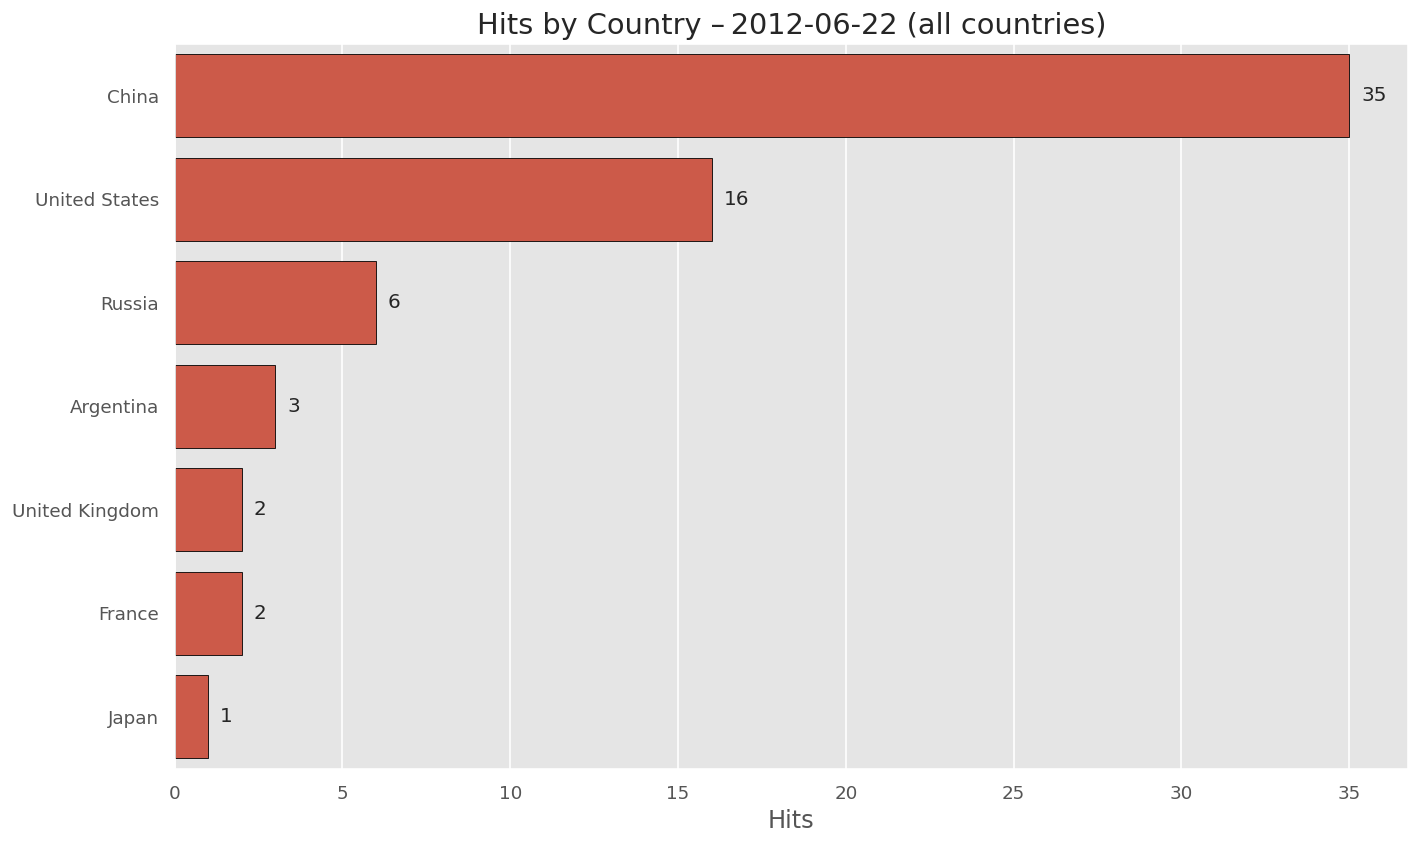 Hits by Country – 2012-06-22 (all countries)
China 35
United States 16
Russia 6
Argentina 3
United Kingdom 2
France 2
Japan 1
0 5 10 15 20 25 30 35
Hits